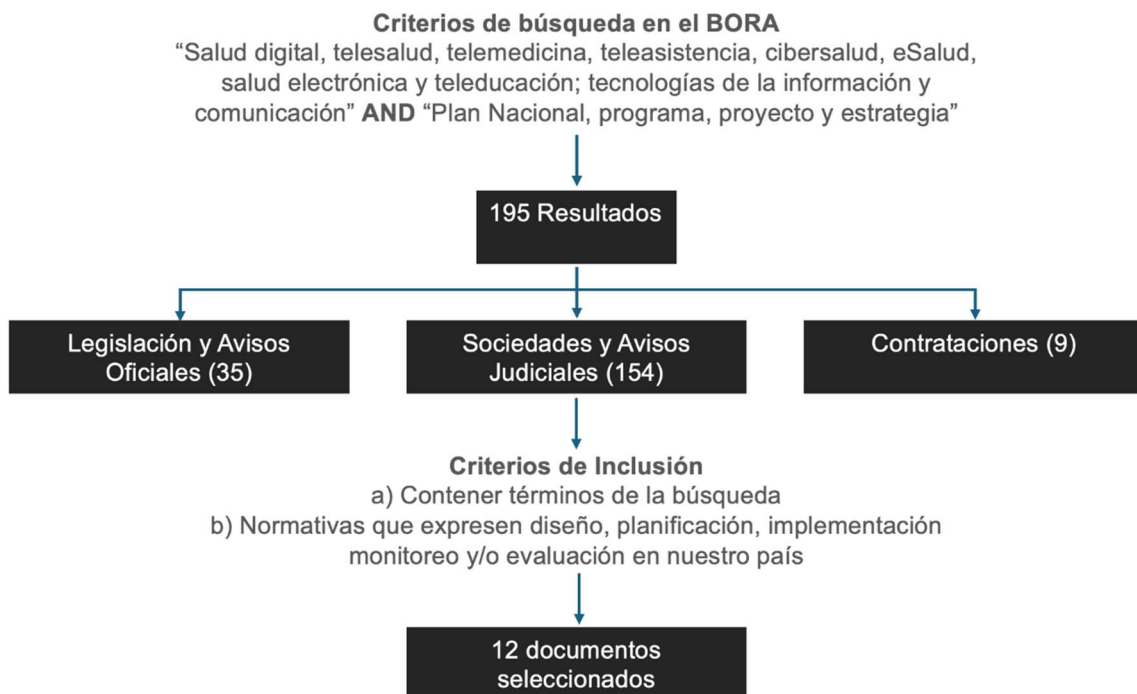 Criterios de búsqueda en el BORA
“Salud digital, telesalud, telemedicina, teleasistencia, cibersalud, eSalud,
salud electrónica y teleducación; tecnologías de la información y
comunicación” AND “Plan Nacional, programa, proyecto y estrategia”
195 Resultados
Legislación y Avisos
Oficiales (35)
Sociedades y Avisos
Judiciales (154)
Contrataciones (9)
Criterios de Inclusión
a) Contener términos de la búsqueda
b) Normativas que expresen diseño, planificación, implementación
monitoreo y/o evaluación en nuestro país
12 documentos
seleccionados